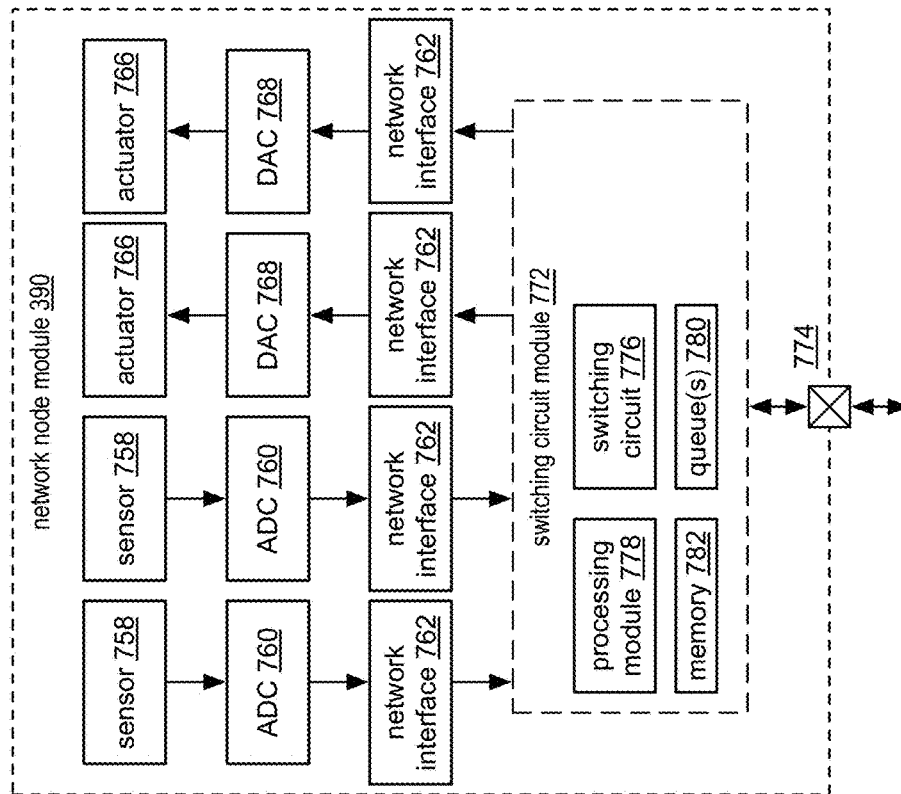 network node module 390
sensor 758
sensor 758
actuator 766
actuator 766
ADC 760
ADC 760
DAC 768
DAC 768
network
interface 762
network
interface 762
network
interface 762
network
interface 762
switching circuit module 772
processing
module 778
switching
circuit 776
memory 782
queue(s) 780
774